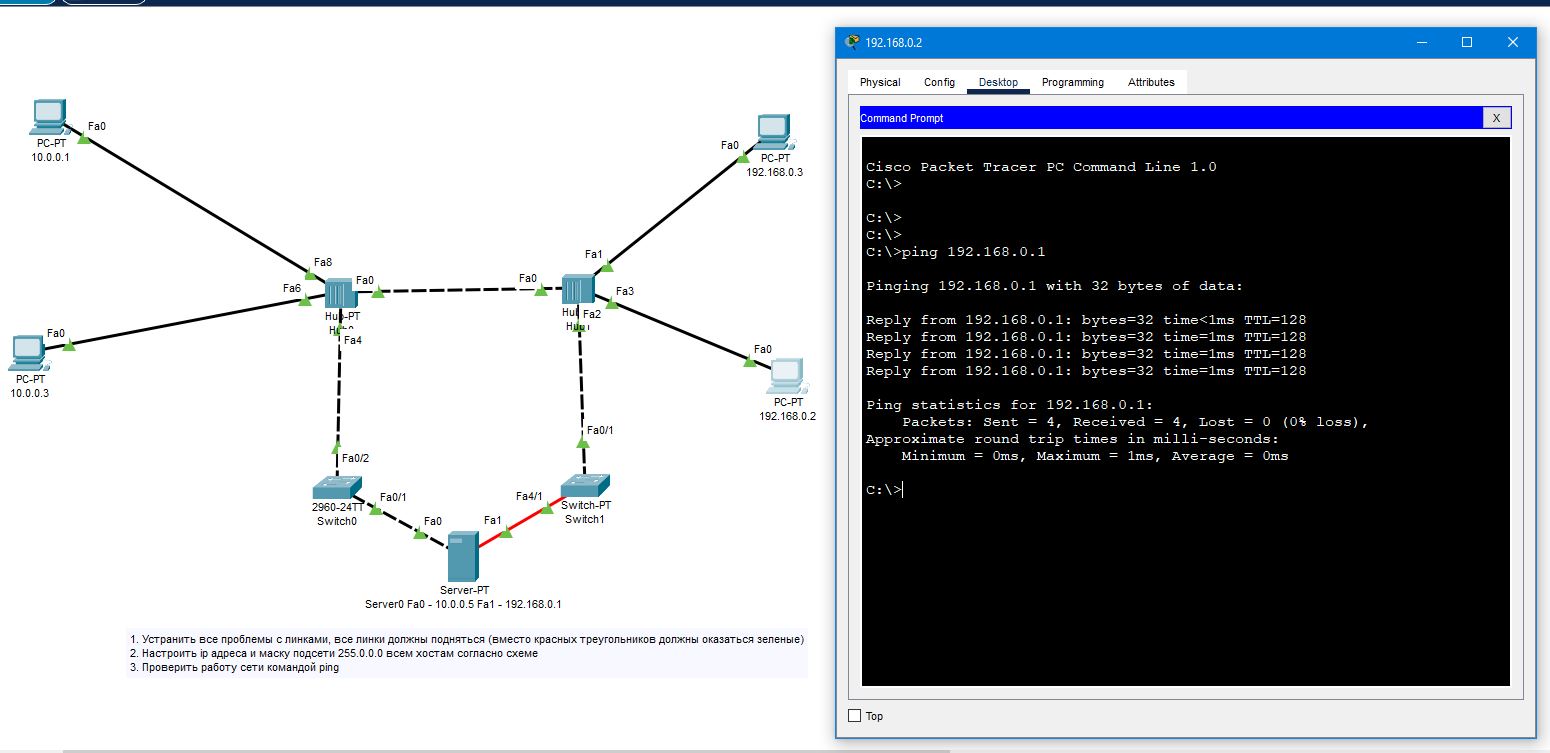 PC-PT
10.0.0.1
Fa0
PC-PT
10.0.0.3
Fa0
Fa8
Fa6
Fa0
Hub-PT
Fa4
Fa0
Fa1
Fa3
Fa2
Fa0
PC-PT
192.168.0.3
Fa0
PC-PT
192.168.0.2
Fa0/2
2960-24TT
Switch0
Fa0/1
Fa0
Fa0/1
Fa4/1
Switch-PT
Switch1
Fa1
Server-PT
Server0 Fa0 - 10.0.0.5 Fa1 - 192.168.0.1
1. Устранить все проблемы с линками, все линки должны подняться (вместо красных треугольников должны оказаться зеленые)
2. Настроить ip адреса и маску подсети 255.0.0.0 всем хостам согласно схеме
3. Проверить работу сети командой ping
192.168.0.2
Physical Config Desktop Programming Attributes
Command Prompt X
Cisco Packet Tracer PC Command Line 1.0
C:\>
C:\>
C:\>
C:\>ping 192.168.0.1
Pinging 192.168.0.1 with 32 bytes of data:
Reply from 192.168.0.1: bytes=32 time<1ms TTL=128
Reply from 192.168.0.1: bytes=32 time=1ms TTL=128
Reply from 192.168.0.1: bytes=32 time=1ms TTL=128
Reply from 192.168.0.1: bytes=32 time=1ms TTL=128
Ping statistics for 192.168.0.1:
Packets: Sent = 4, Received = 4, Lost = 0 (0% loss),
Approximate round trip times in milli-seconds:
Minimum = 0ms, Maximum = 1ms, Average = 0ms
C:\>
Top